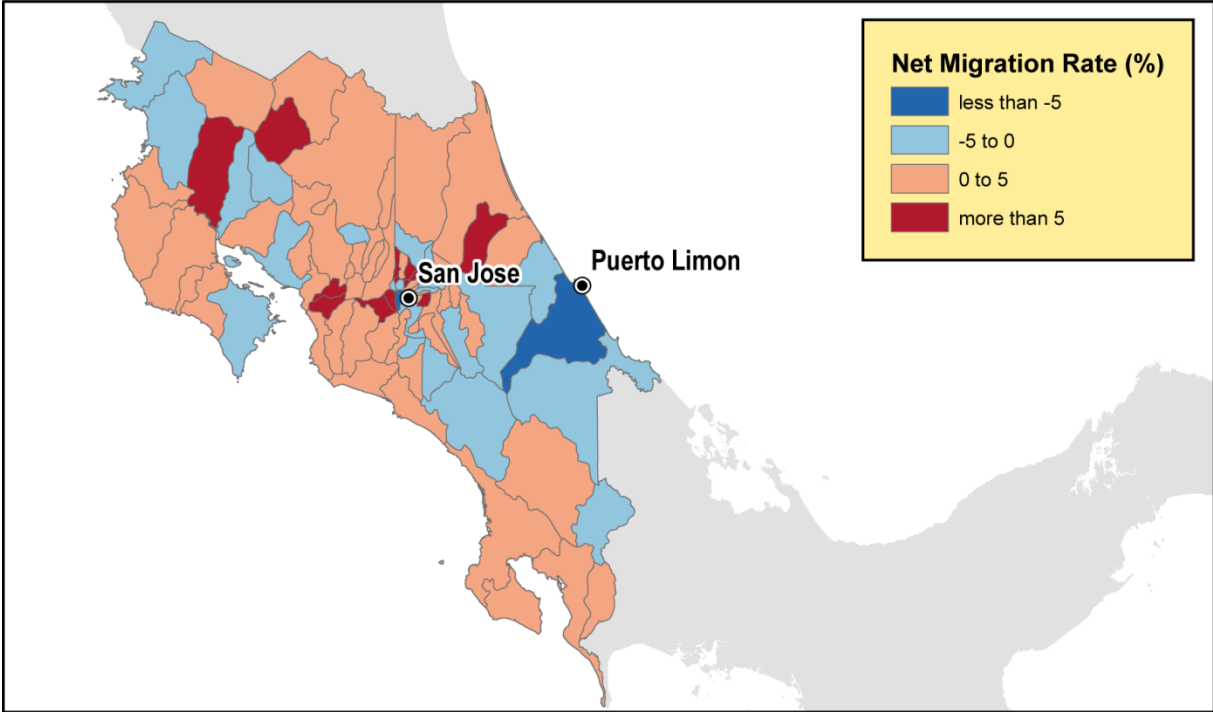 Net Migration Rate (%)
less than -5
-5 to 0
0 to 5
more than 5
Puerto Limon
San Jose